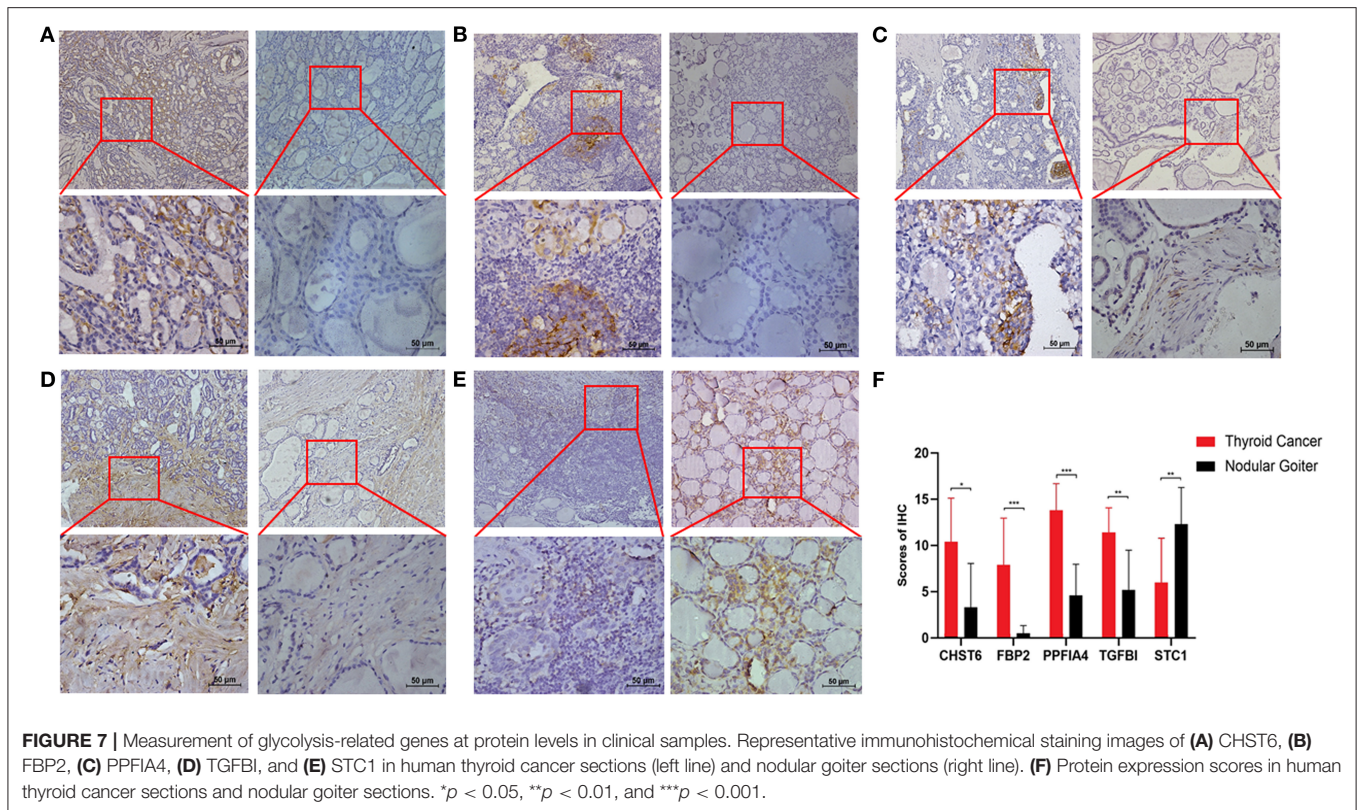 A
B
C
50 µm
50 µm
50 µm
50 µm
50 µm
50 µm
D
E
F
50 µm
50 µm
50 µm
50 µm
Thyroid Cancer
Nodular Goiter
Scores of IHC
20
15
10
5
0
*
***
***
**
**
CHST6 FBP2 PPFIA4 TGFBI STC1
FIGURE 7 | Measurement of glycolysis-related genes at protein levels in clinical samples. Representative immunohistochemical staining images of (A) CHST6, (B)
FBP2, (C) PPFIA4, (D) TGFBI, and (E) STC1 in human thyroid cancer sections (left line) and nodular goiter sections (right line). (F) Protein expression scores in human
thyroid cancer sections and nodular goiter sections. *p < 0.05, **p < 0.01, and ***p < 0.001.